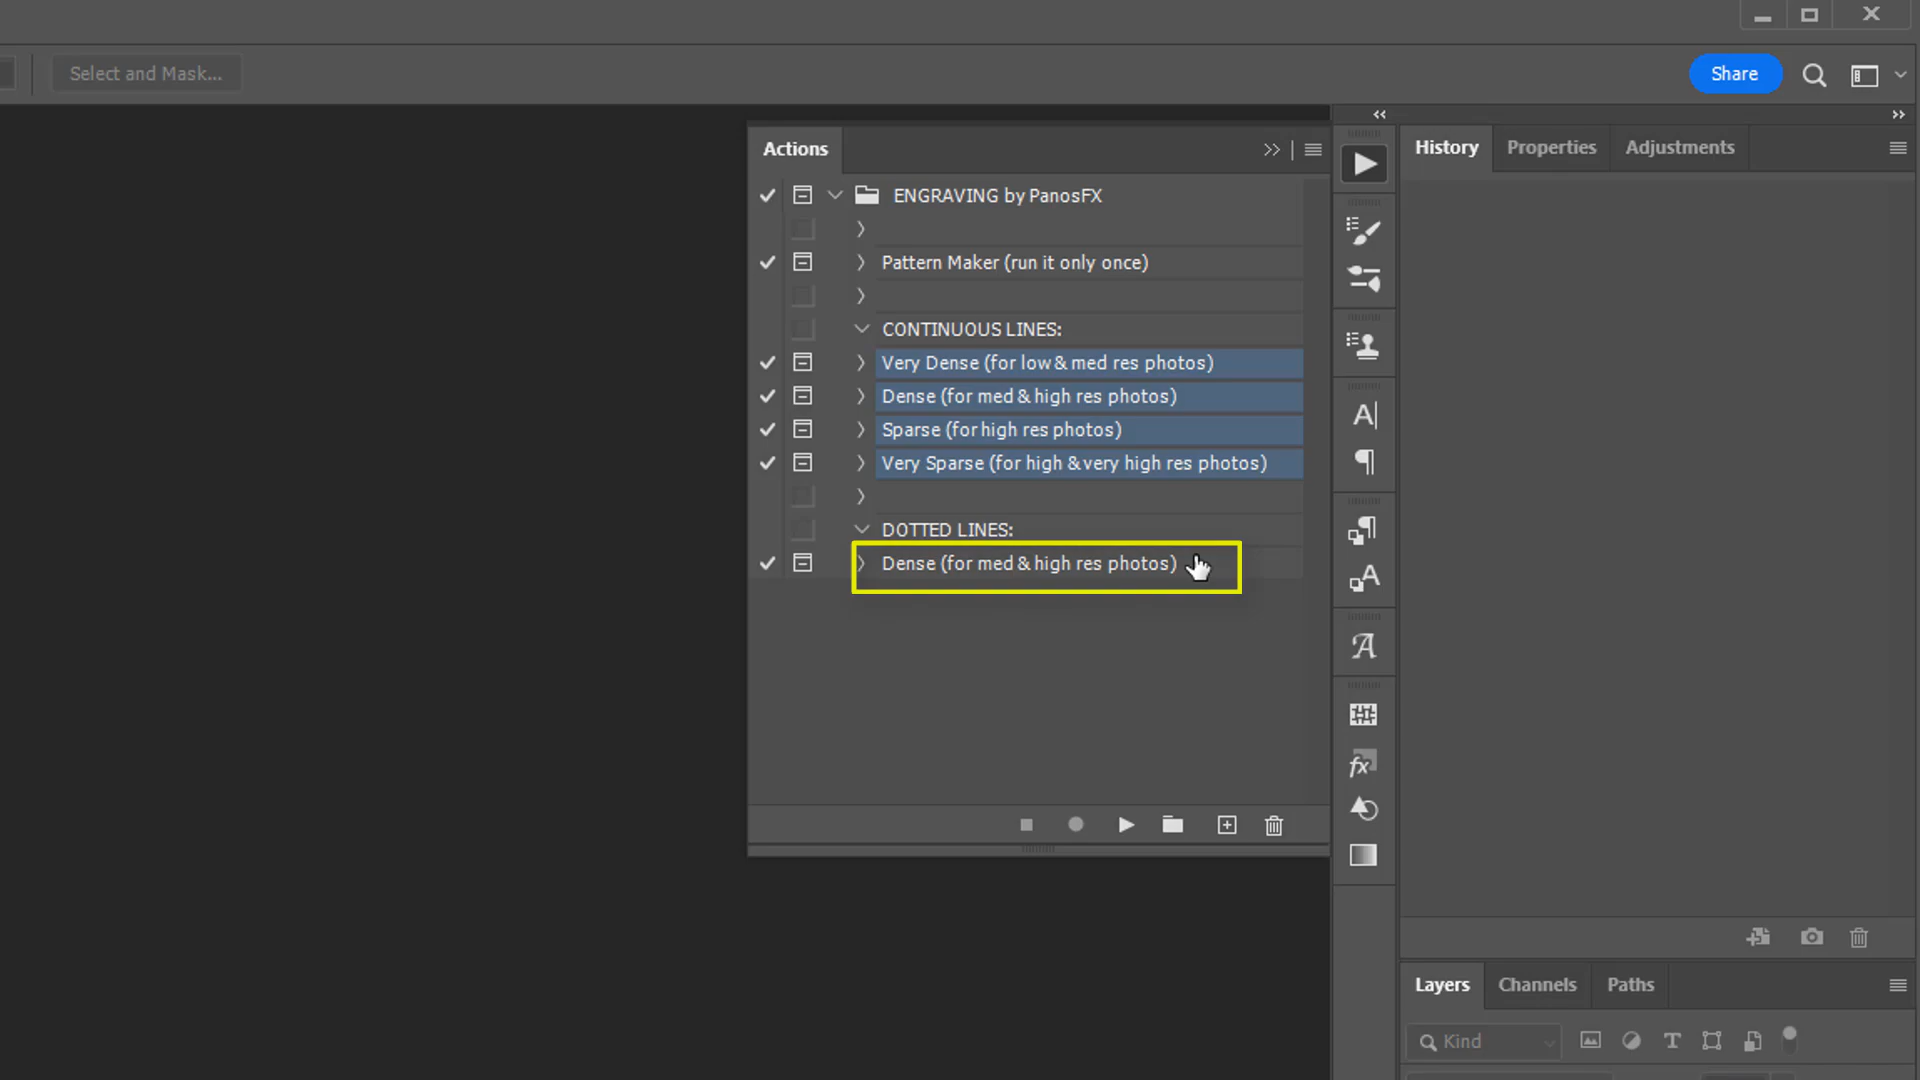 Select and Mask...
Share
Actions
ENGRAVING by PanosFX
Pattern Maker (run it only once)
CONTINUOUS LINES:
Very Dense (for low & med res photos)
Dense (for med & high res photos)
Sparse (for high res photos)
Very Sparse (for high & very high res photos)
DOTTED LINES:
Dense (for med & high res photos)
History
Properties
Adjustments
Layers
Channels
Paths
Kind